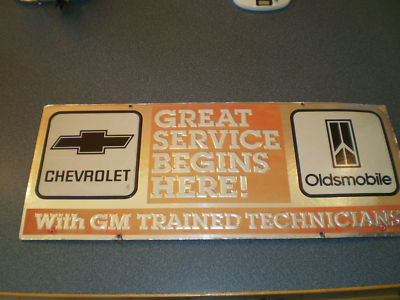 CHEVROLET
GREAT
SERVICE
BEGINS
HERE!
Oldsmobile
With GM TRAINED TECHNICIANS